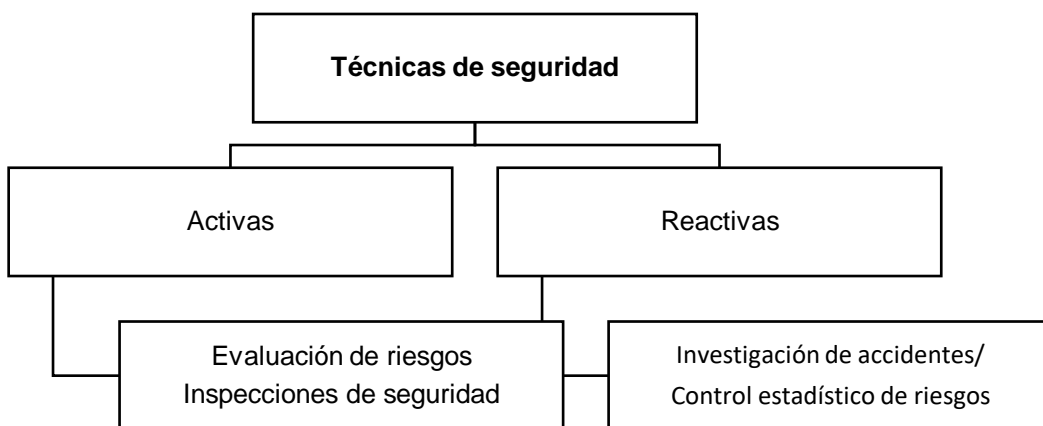 Técnicas de seguridad
Activas
Reactivas
Evaluación de riesgos
Inspecciones de seguridad
Investigación de accidentes/
Control estadístico de riesgos